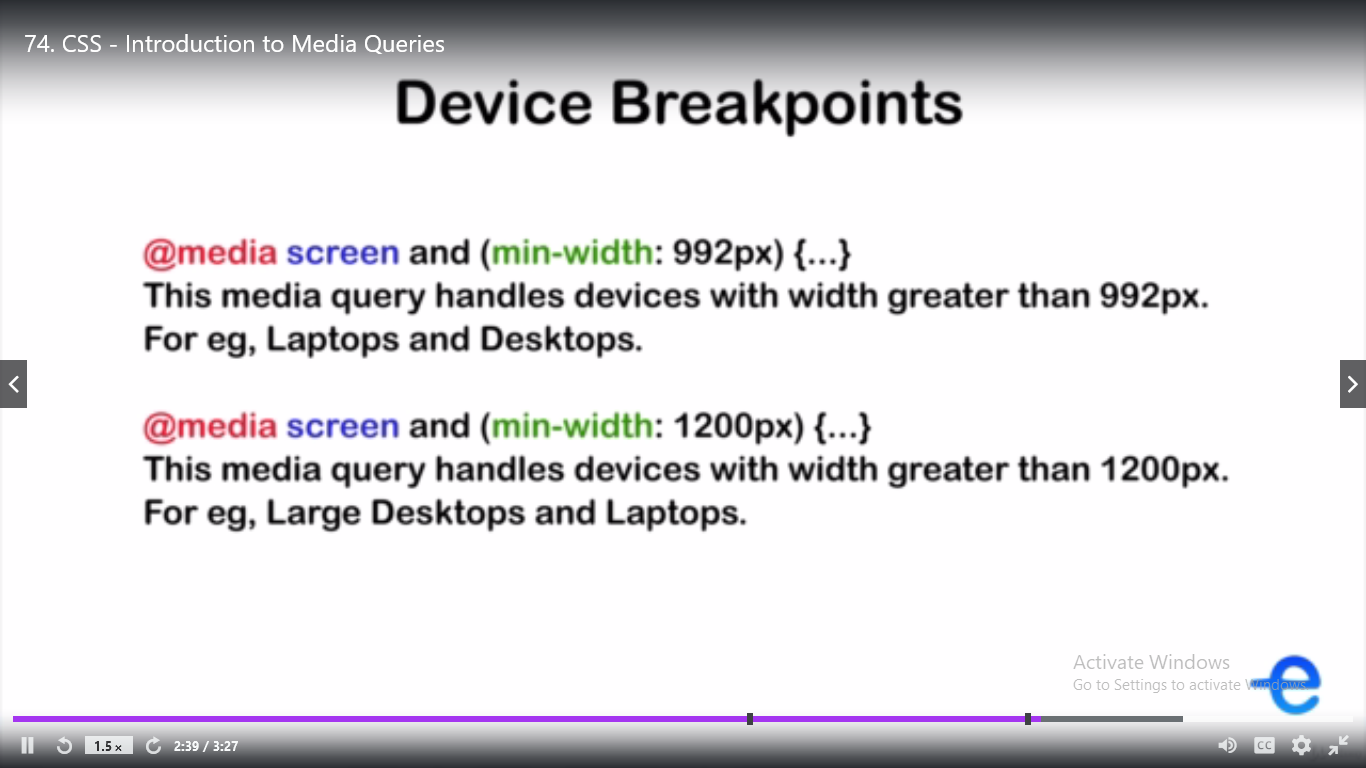 74. CSS - Introduction to Media Queries
Device Breakpoints
@media screen and (min-width: 992px) {...}
This media query handles devices with width greater than 992px.
For eg, Laptops and Desktops.
@media screen and (min-width: 1200px) {...}
This media query handles devices with width greater than 1200px.
For eg, Large Desktops and Laptops.
Activate Windows
Go to Settings to activate Windows.
e
1.5 x
2:39 / 3:27
CC